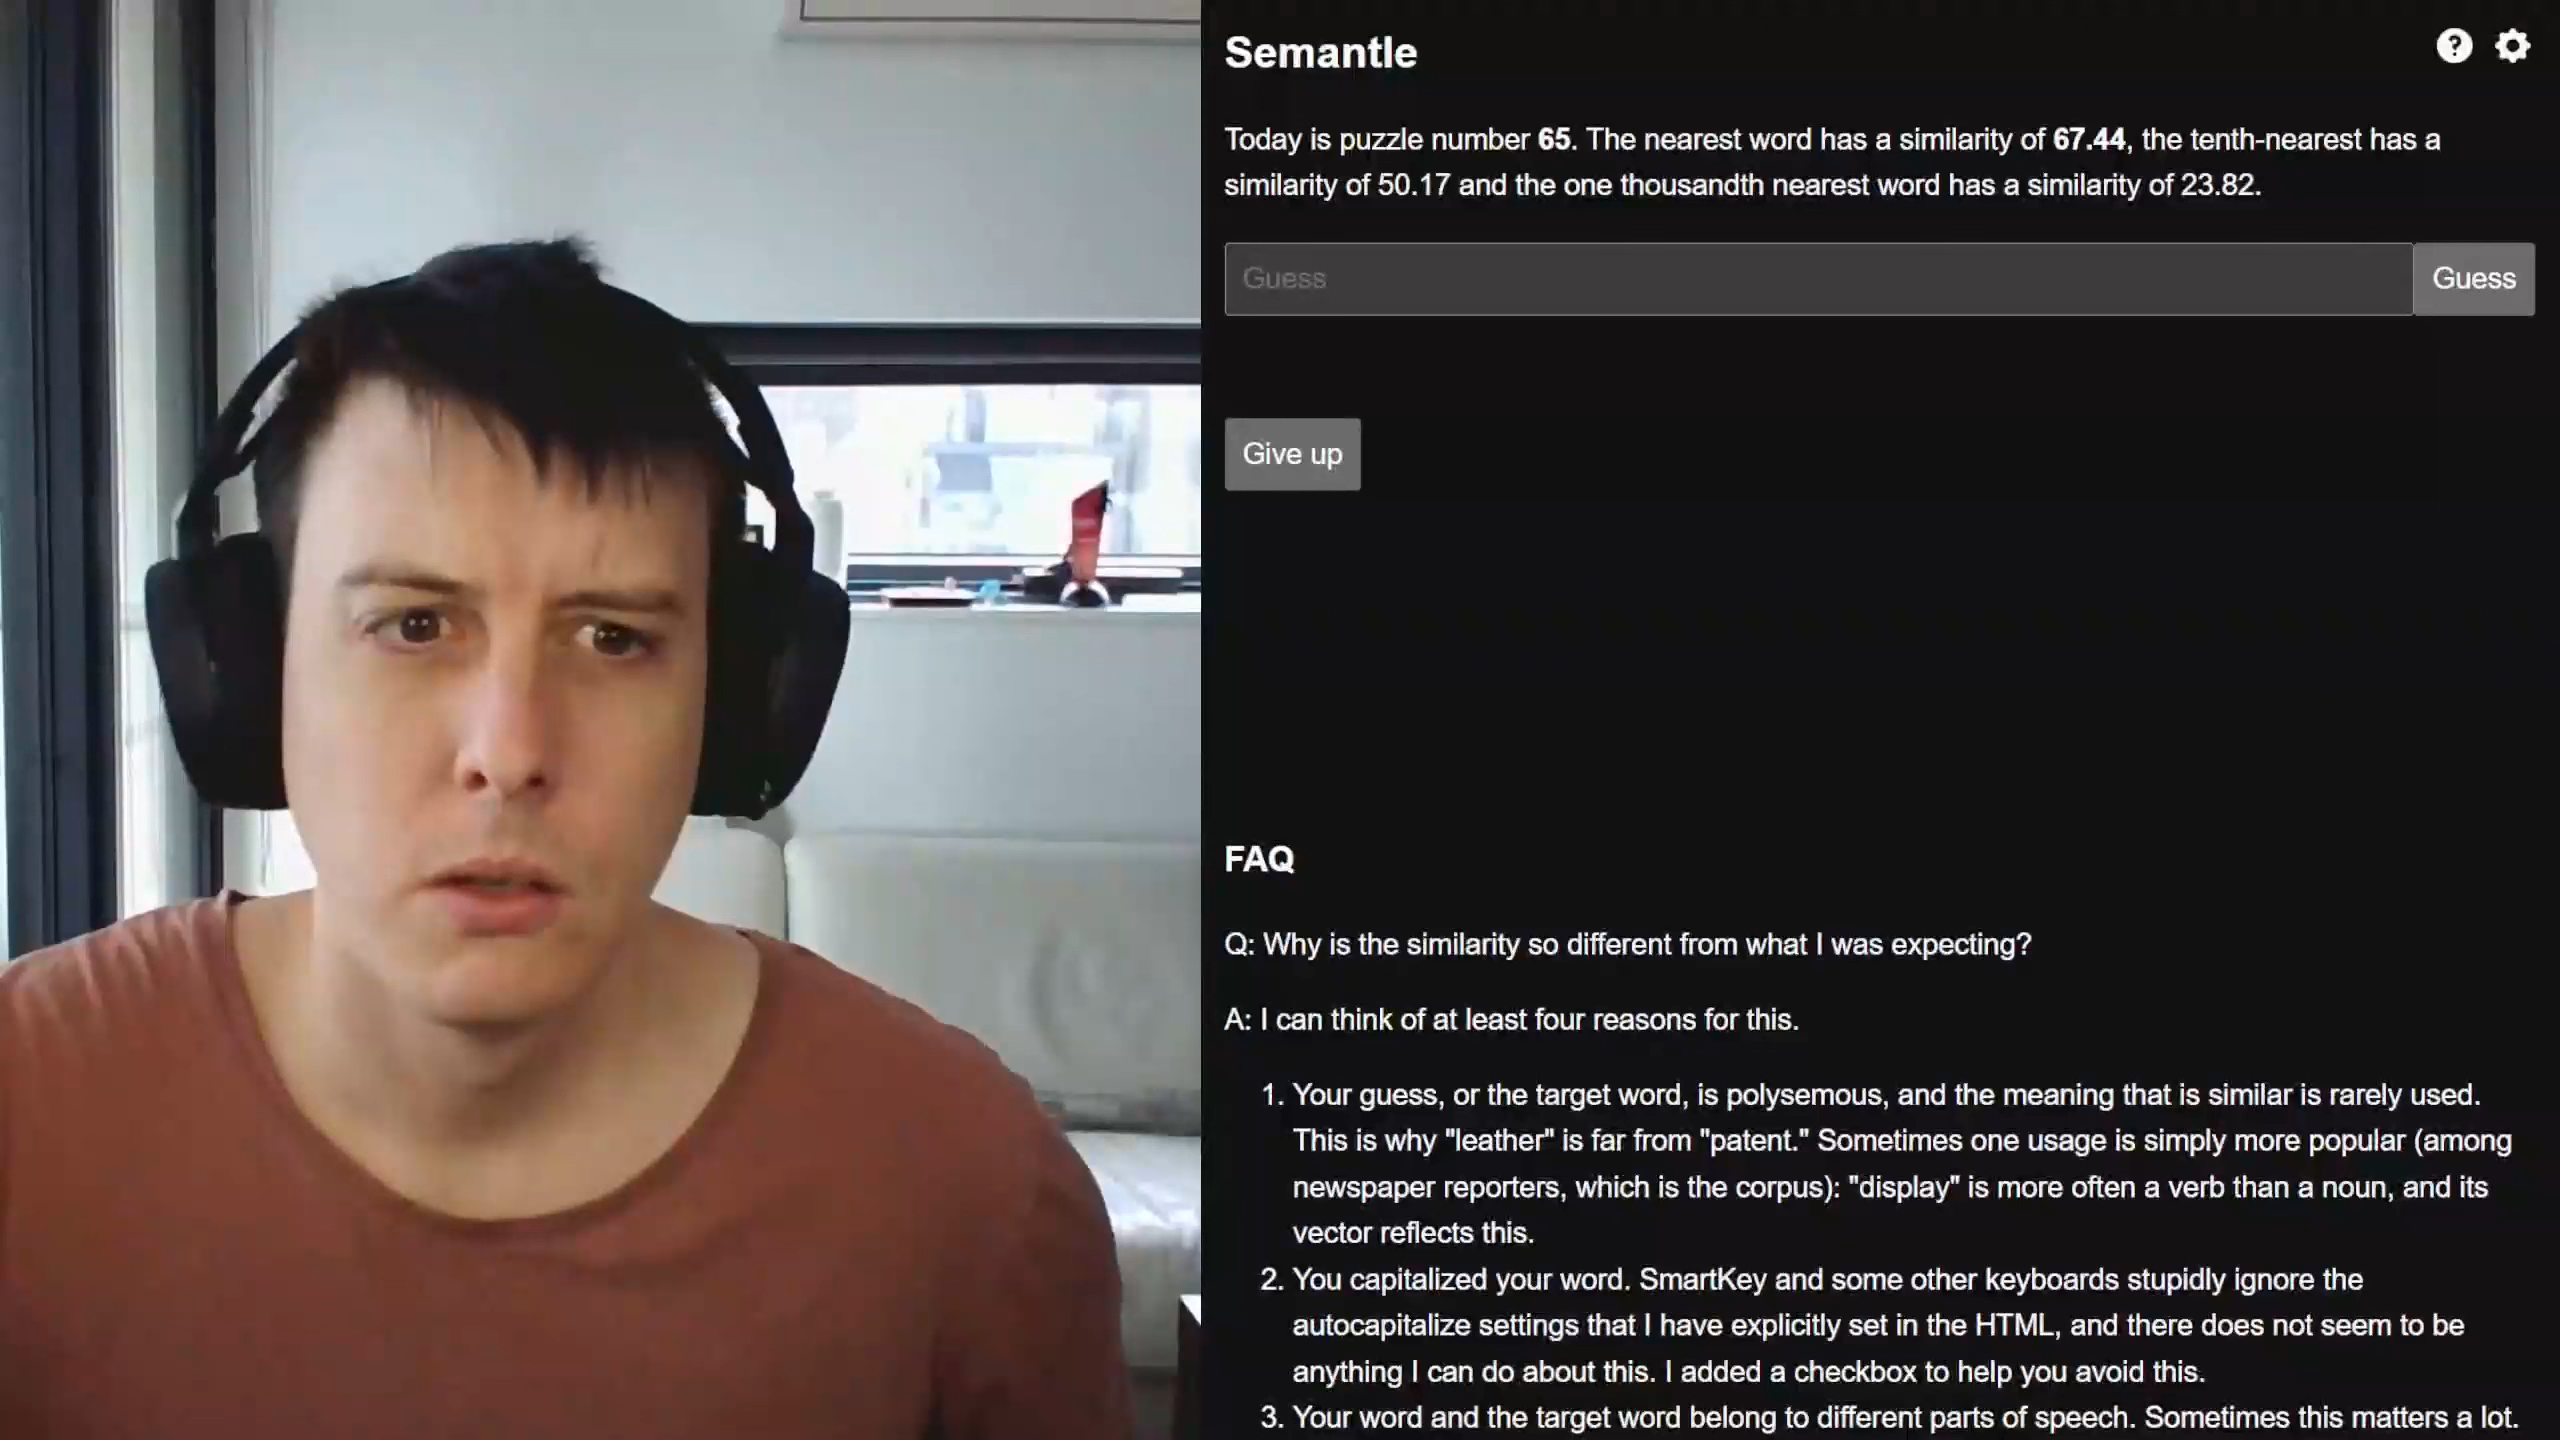 Semantle
Today is puzzle number 65. The nearest word has a similarity of 67.44, the tenth-nearest has a
similarity of 50.17 and the one thousandth nearest word has a similarity of 23.82.
Guess
Guess
Give up
FAQ
Q: Why is the similarity so different from what I was expecting?
A: I can think of at least four reasons for this.
1. Your guess, or the target word, is polysemous, and the meaning that is similar is rarely used.
This is why "leather" is far from "patent." Sometimes one usage is simply more popular (among
newspaper reporters, which is the corpus): "display" is more often a verb than a noun, and its
vector reflects this.
2. You capitalized your word. SmartKey and some other keyboards stupidly ignore the
autocapitalize settings that I have explicitly set in the HTML, and there does not seem to be
anything I can do about this. I added a checkbox to help you avoid this.
3. Your word and the target word belong to different parts of speech. Sometimes this matters a lot.